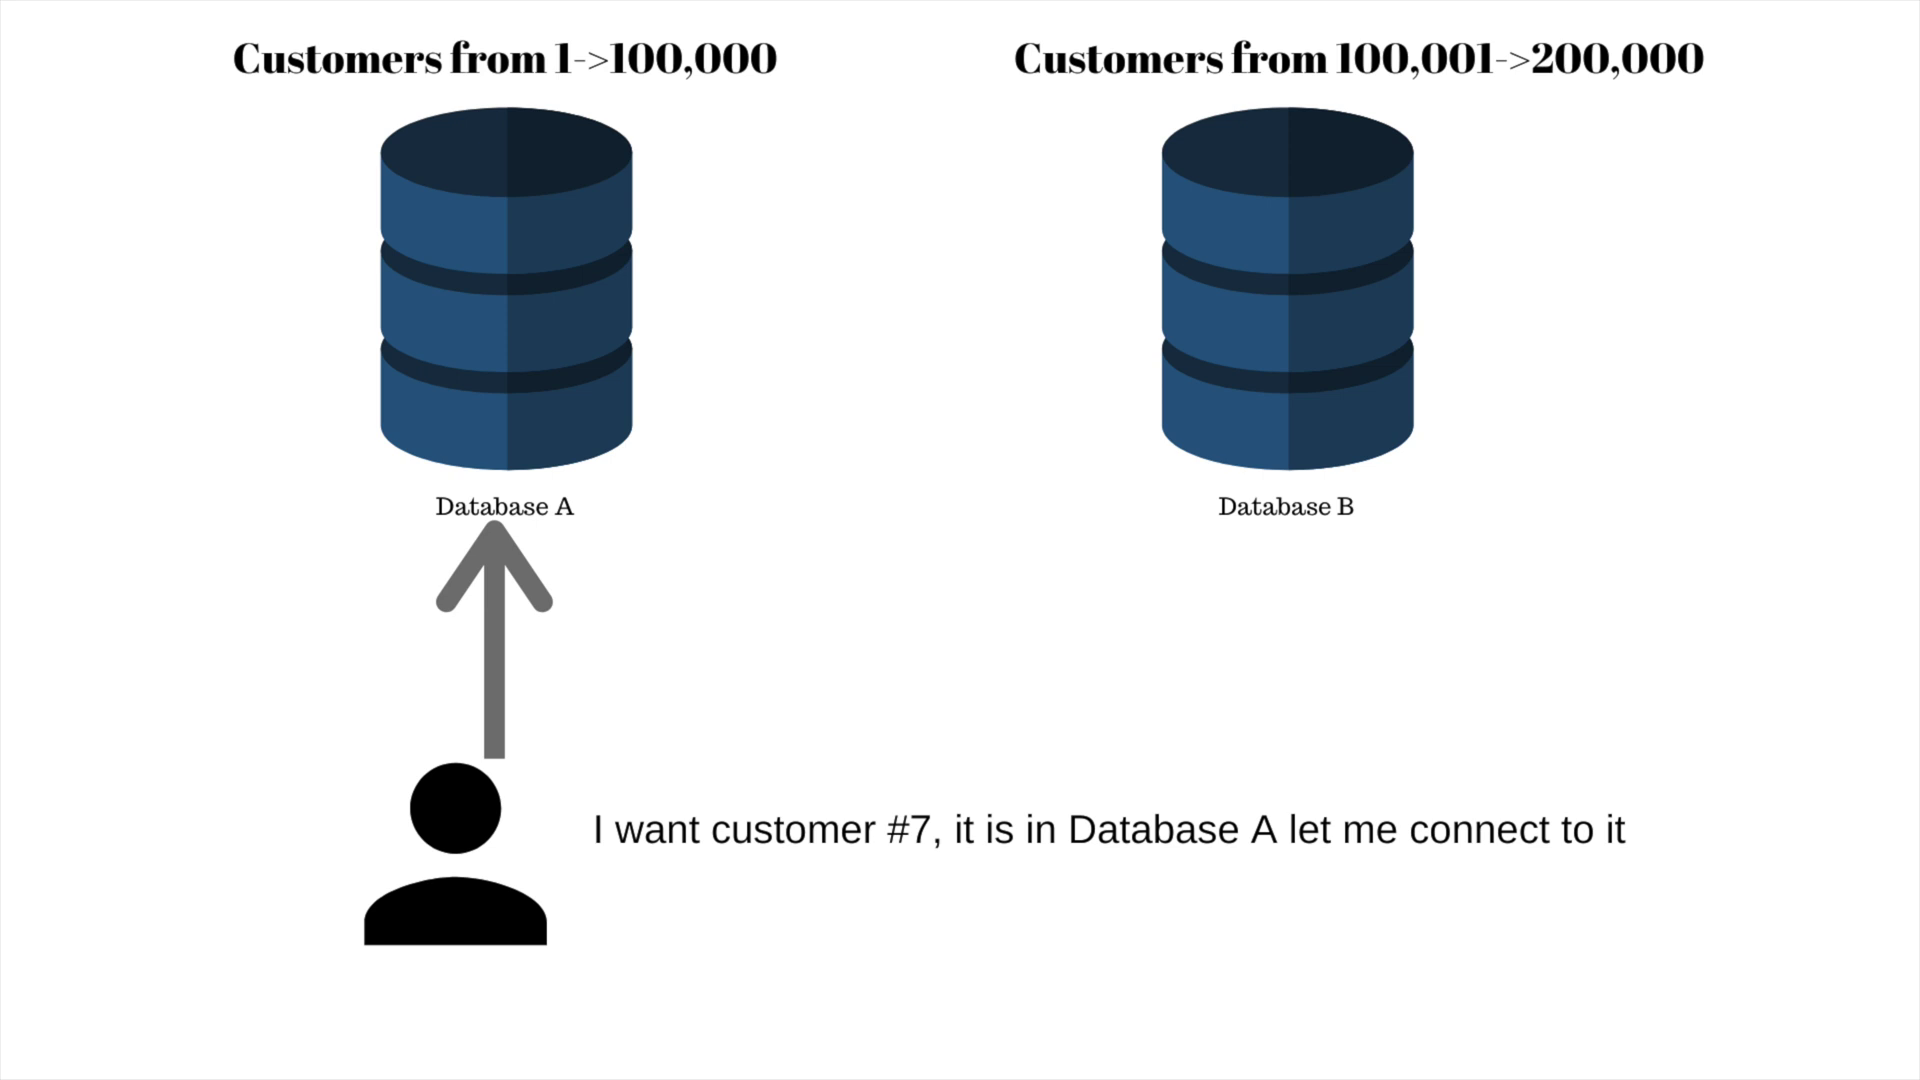 Customers from 1->100,000
Customers from 100,001->200,000
Database A
Database B
I want customer #7, it is in Database A let me connect to it